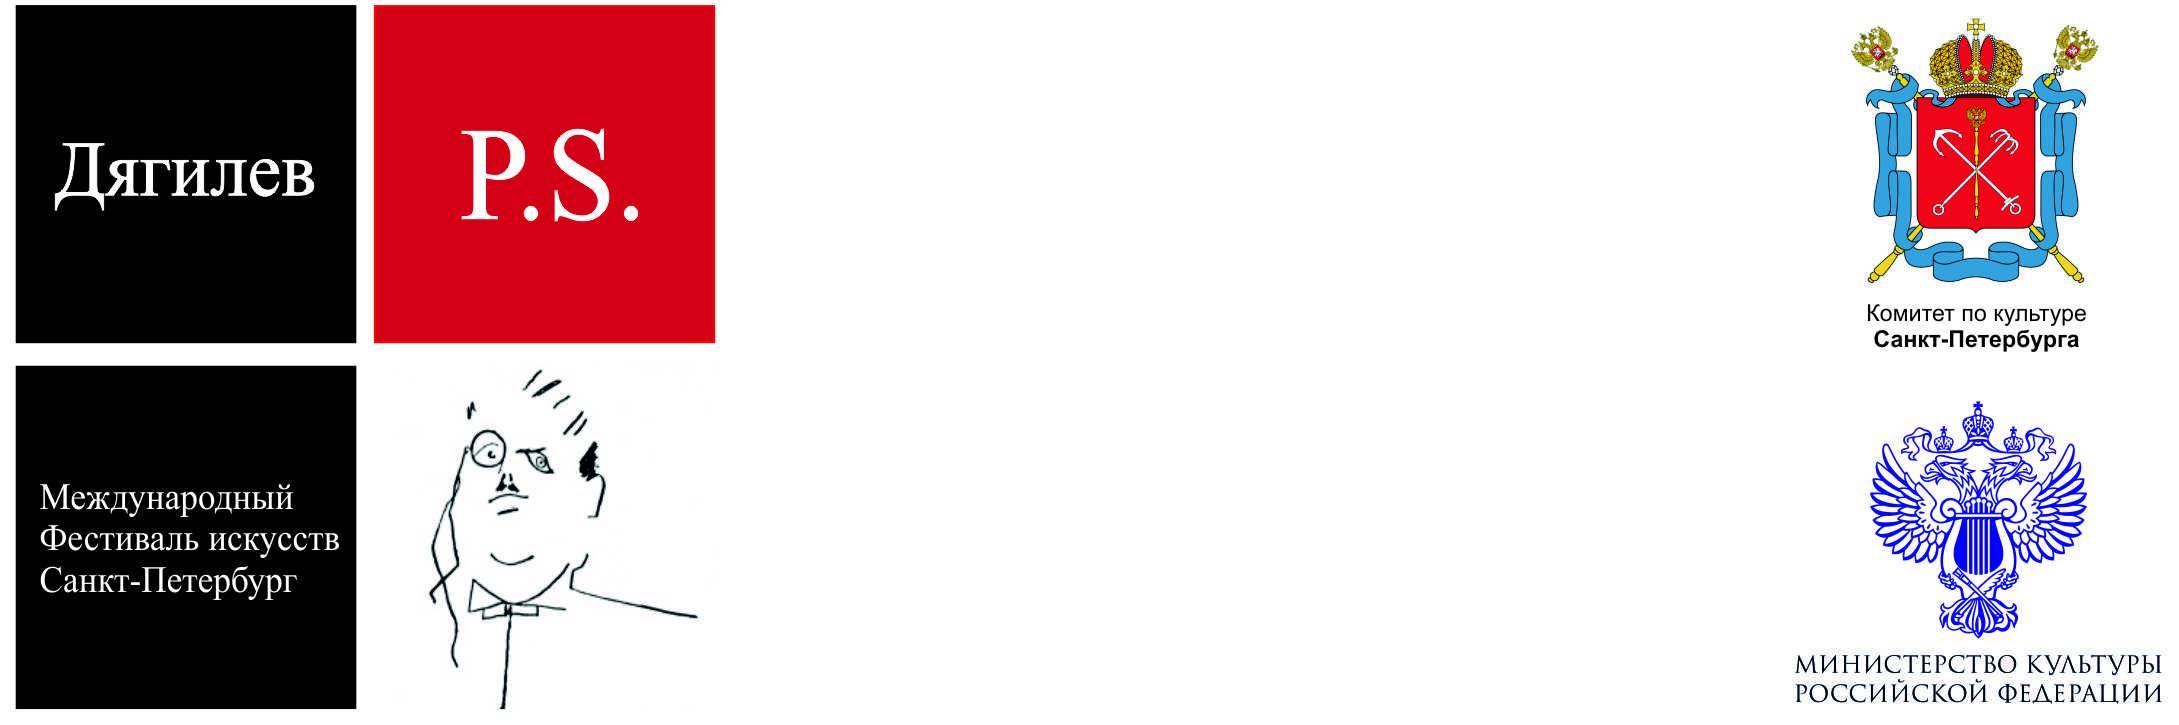 Дягилев
P.S.
Международный
Фестиваль искусств
Санкт-Петербург
Комитет по культуре
Санкт-Петербурга
МИНИСТЕРСТВО КУЛЬТУРЫ
РОССИЙСКОЙ ФЕДЕРАЦИИ